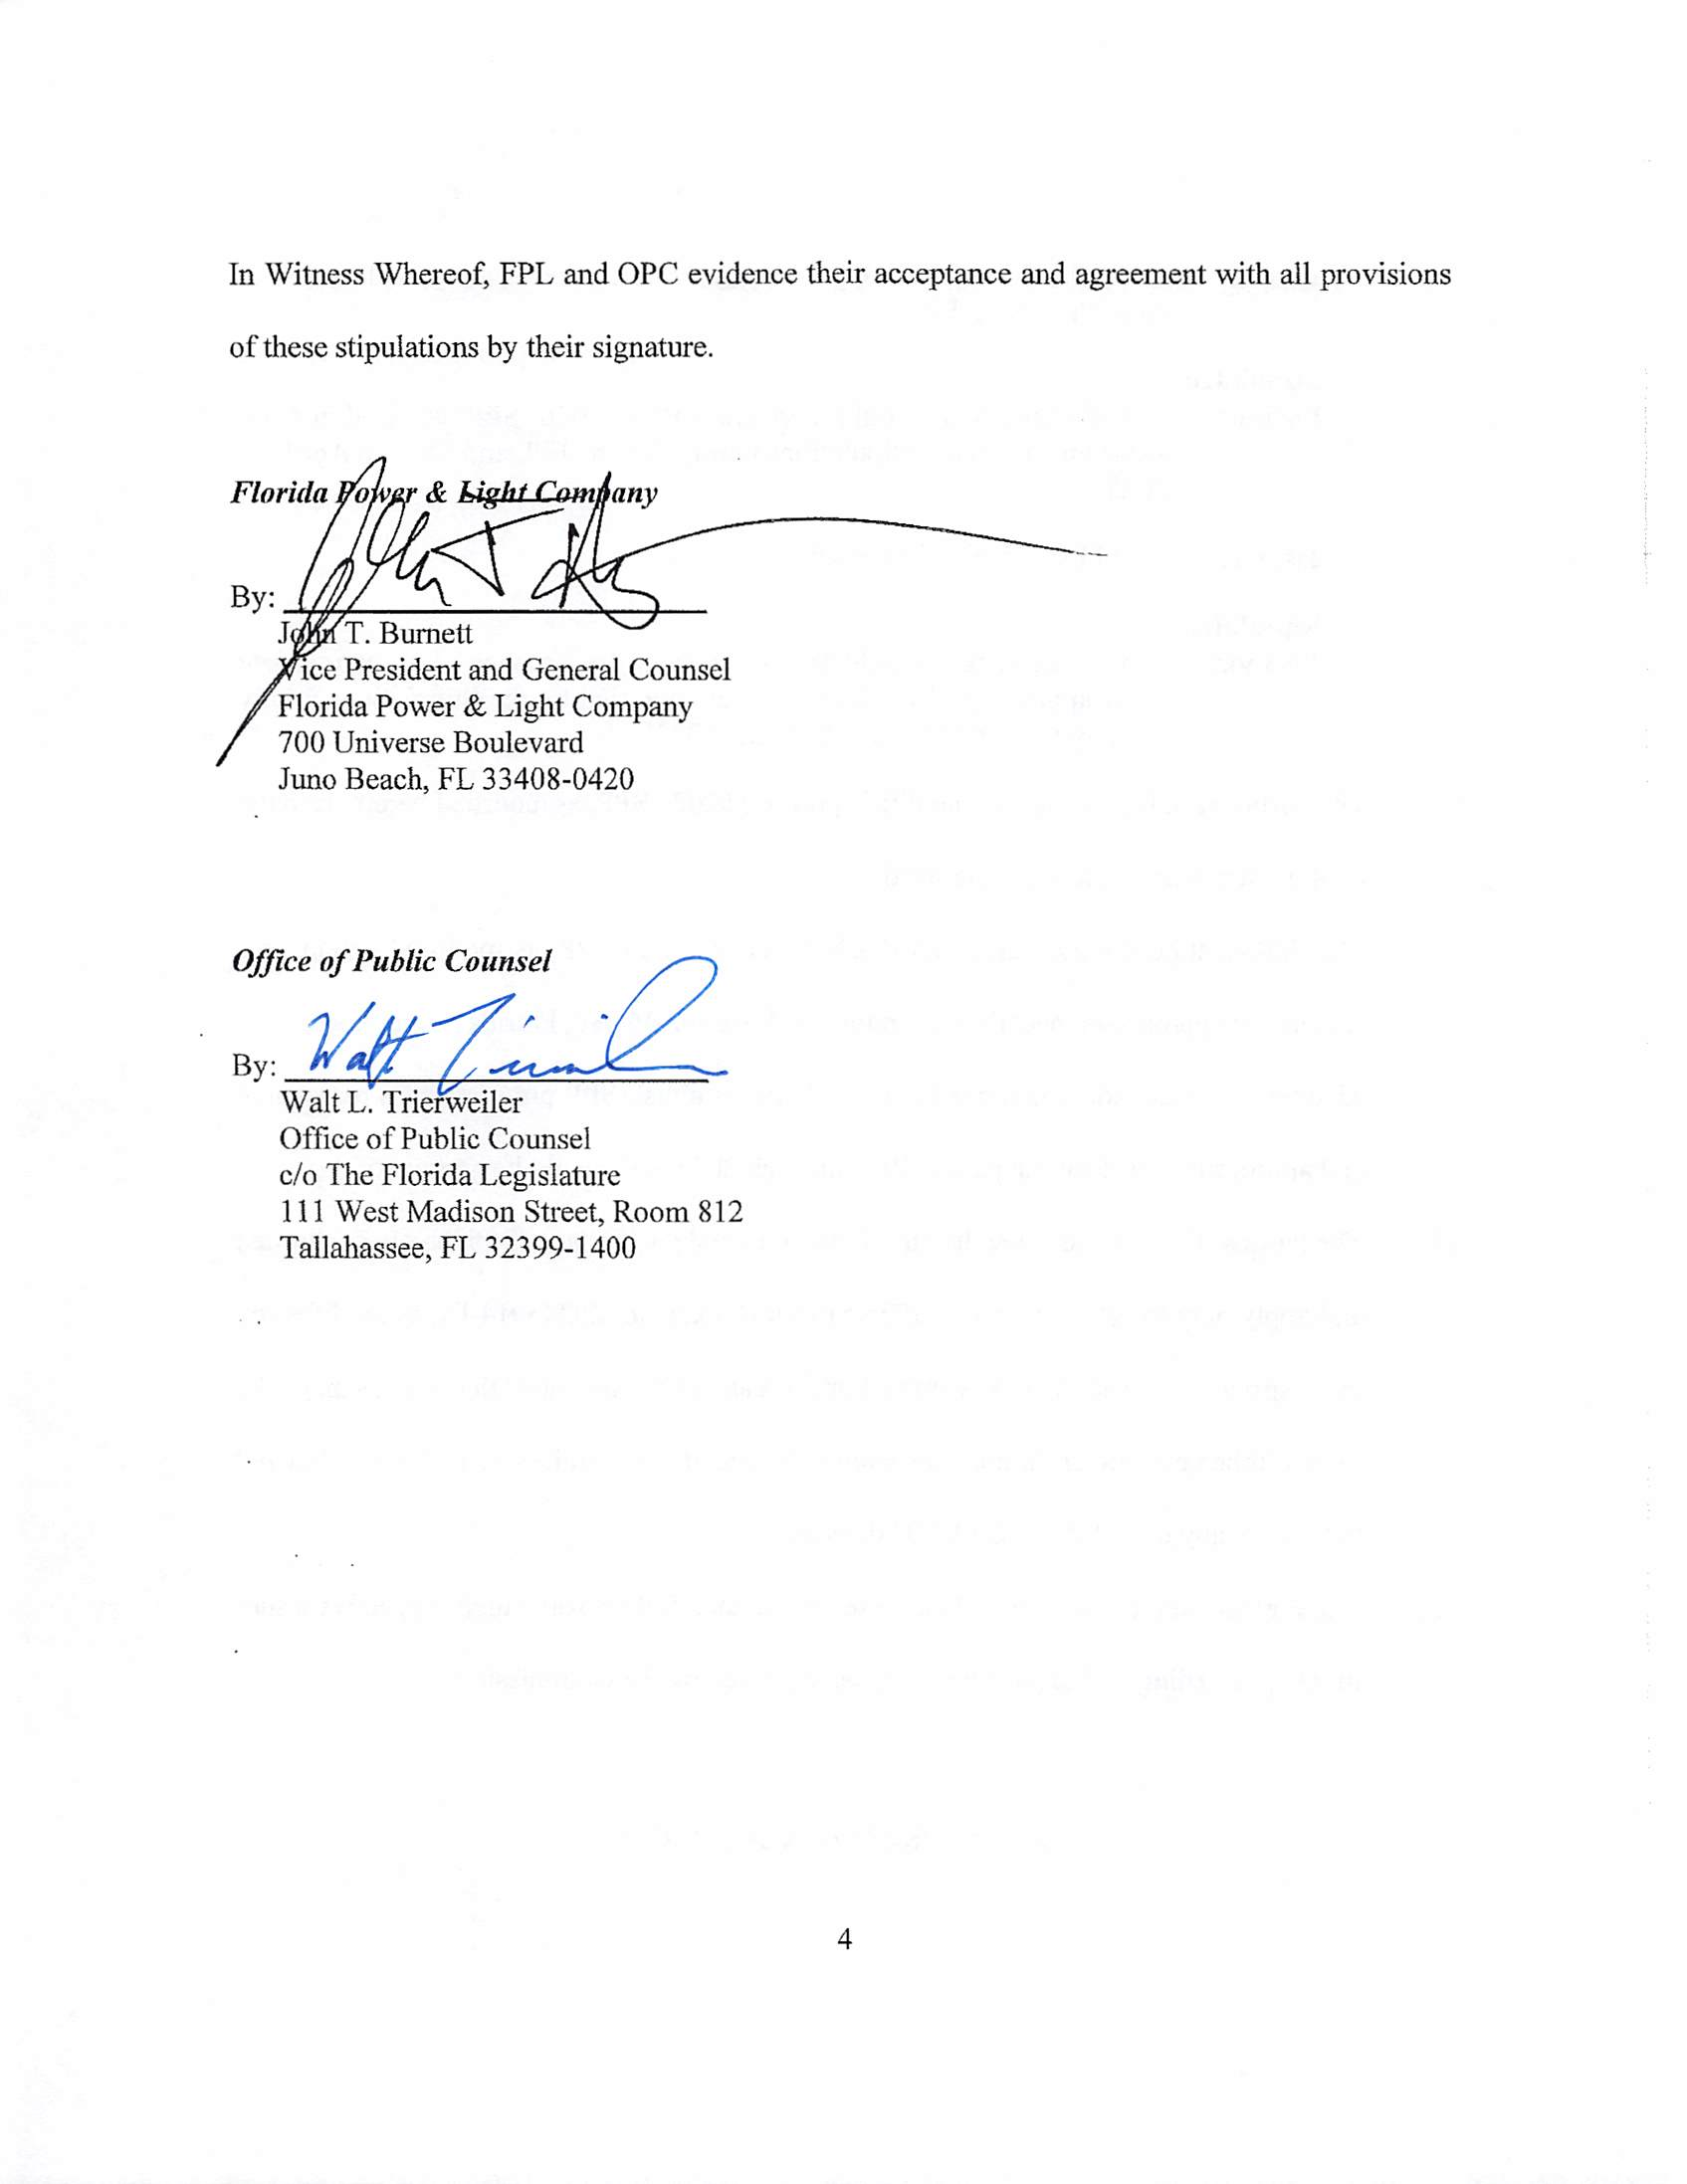 In Witness Whereof, FPL and OPC evidence their acceptance and agreement with all provisions
of these stipulations by their signature.
Florida Power & Light Company
By:
John T. Burnett
Vice President and General Counsel
Florida Power & Light Company
700 Universe Boulevard
Juno Beach, FL 33408-0420
Office of Public Counsel
By: Walt
Walt L. Trierweiler
Office of Public Counsel
c/o The Florida Legislature
111 West Madison Street, Room 812
Tallahassee, FL 32399-1400
4